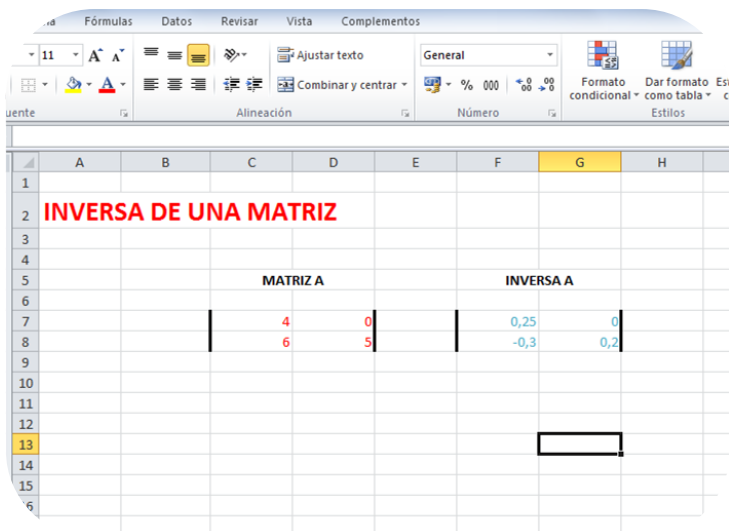 Fórmulas Datos Revisar Vista Complementos
11 A A Ajustar texto General
A Combinar y centrar % 000 Formato condicional Dar formato como tabla
Alineación Número Estilos
A B C D E F G H
1
2 INVERSA DE UNA MATRIZ
3
4
5 MATRIZ A INVERSA A
6
7 4 0 0,25 0
8 6 5 -0,3 0,2
9
10
11
12
13
14
15